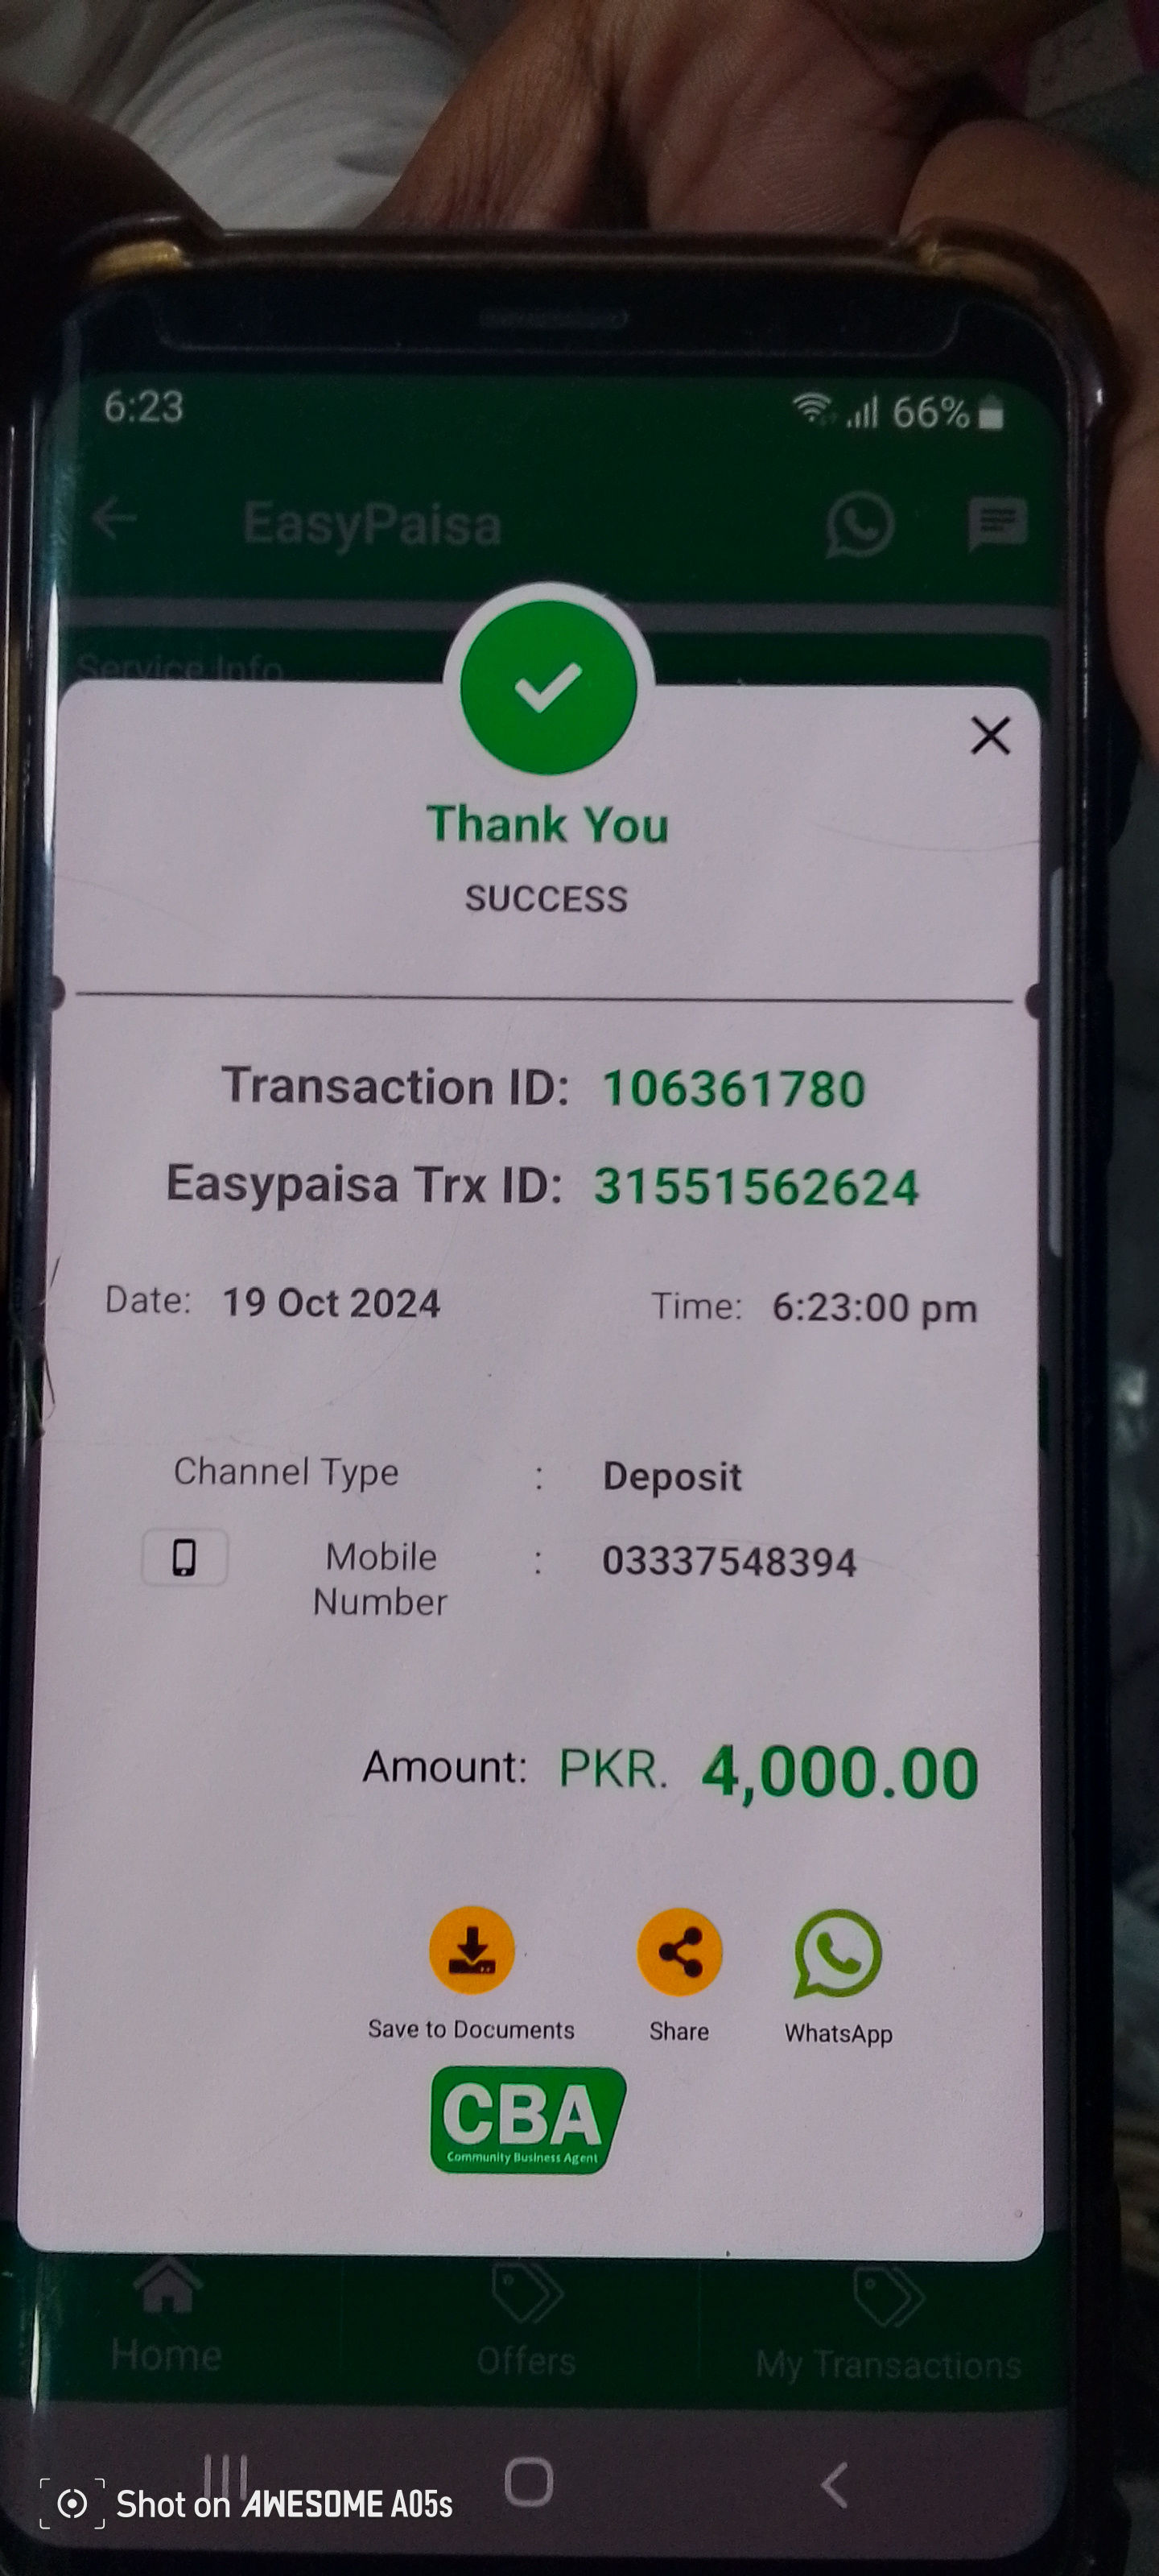 6:23
66%
EasyPaisa
Service Info
Thank You
SUCCESS
Transaction ID: 106361780
Easypaisa Trx ID: 31551562624
Date: 19 Oct 2024 Time: 6:23:00 pm
Channel Type : Deposit
Mobile Number : 03337548394
Amount: PKR. 4,000.00
Save to Documents
Share
WhatsApp
CBA
Community Business Agent
Home
Offers
My Transactions
Shot on AWESOME A05s